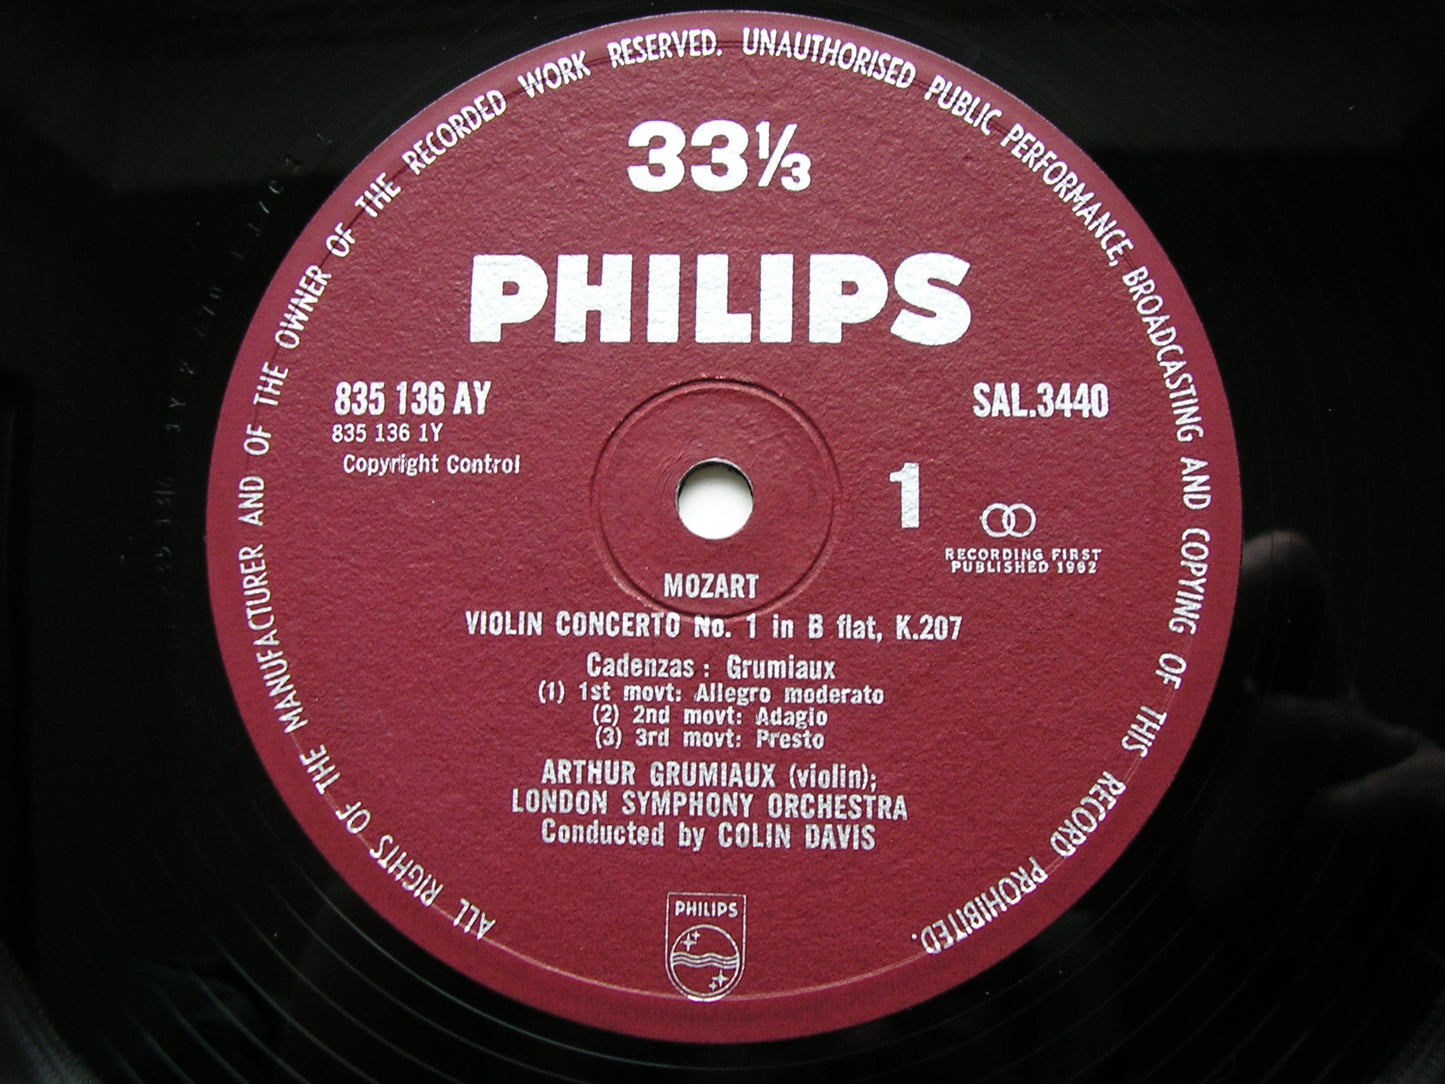 ALL RIGHTS OF THE MANUFACTURER AND OF THE OWNER OF THE RECORDED WORK RESERVED. UNAUTHORISED PUBLIC PERFORMANCE, BROADCASTING AND COPYING OF THIS RECORD PROHIBITED.
33⅓
PHILIPS
835 136 AY
835 136 1Y
Copyright Control
SAL.3440
1
RECORDING FIRST
PUBLISHED 1962
MOZART
VIOLIN CONCERTO No. 1 in B flat, K.207
Cadenzas : Grumiaux
(1) 1st movt: Allegro moderato
(2) 2nd movt: Adagio
(3) 3rd movt: Presto
ARTHUR GRUMIAUX (violin);
LONDON SYMPHONY ORCHESTRA
Conducted by COLIN DAVIS
PHILIPS